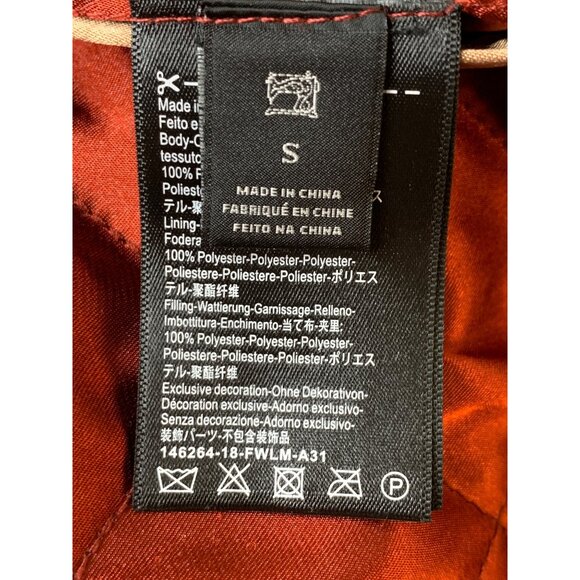 S
MADE IN CHINA
FABRIQUÉ EN CHINE
FEITO NA CHINA
Made in
Feito e
Body-
tessut
100% P
Poliest
ス
テル-聚
Lining-
Fodera
100% Polyester-Polyester-Polyester-
Poliestere-Poliestere-Poliester-ポリエス
テル-聚酯纤维
Filling-Wattierung-Garnissage-Relleno-
Imbottitura-Enchimento-当て布-夹里:
100% Polyester-Polyester-Polyester-
Poliestere-Poliestere-Poliester-ポリエス
テル-聚酯纤维
Exclusive decoration-Ohne Dekorativon-
Décoration exclusive-Adorno exclusivo-
Senza decorazione-Adorno exclusivo-
装飾パーツ-不包含装饰品
146264-18-FWLM-A31
P